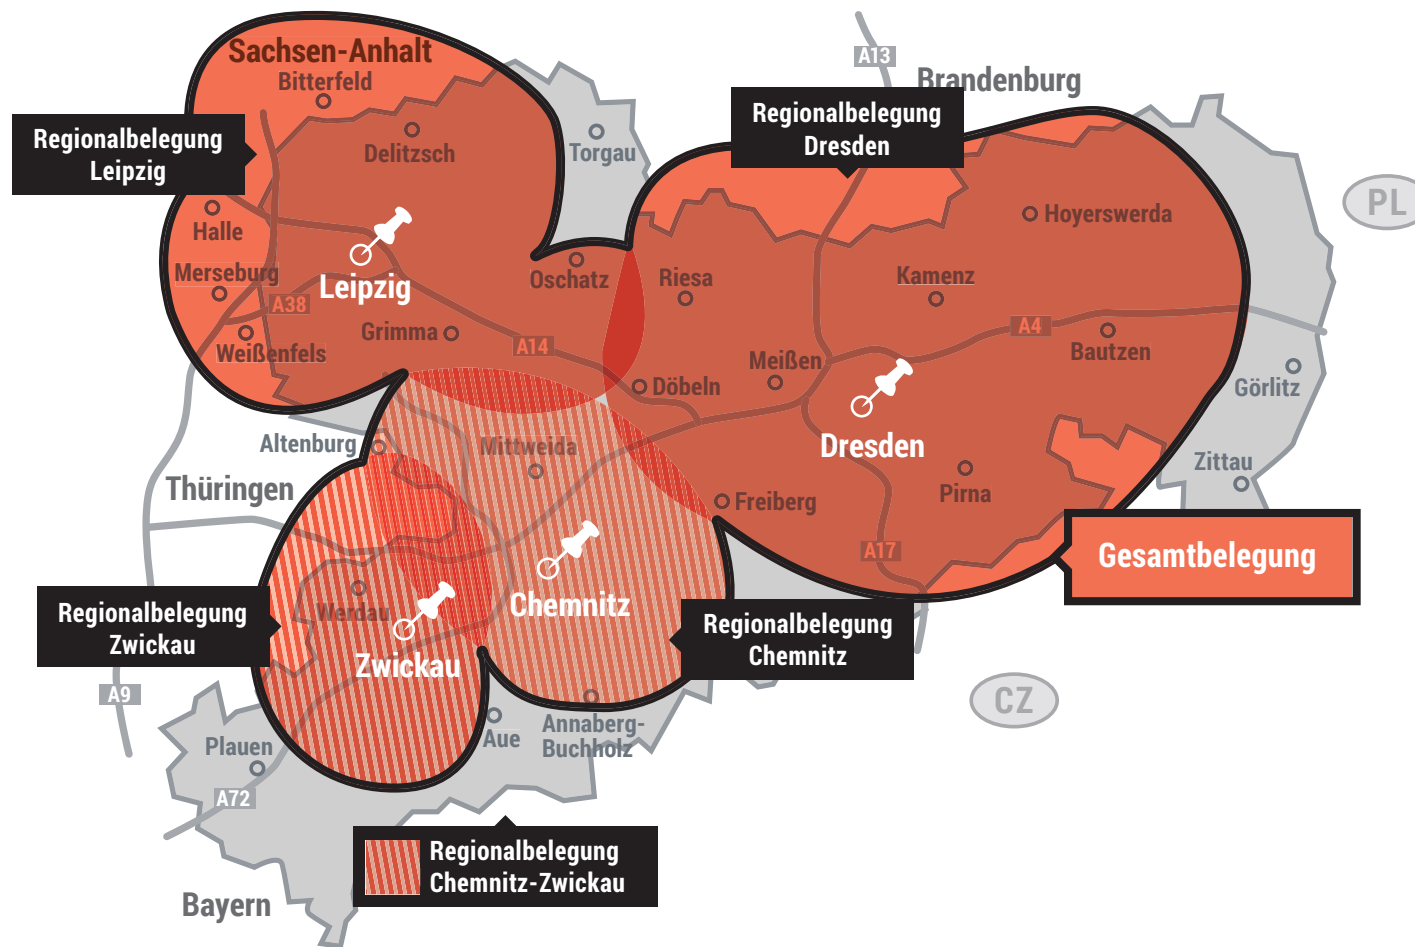 A13
Sachsen-Anhalt
Bitterfeld
Brandenburg
Regionalbelegung
Dresden
Regionalbelegung
Leipzig
Delitzsch
Torgau
PL
Halle
Hoyerswerda
Merseburg
Leipzig
Oschatz
Riesa
Kamenz
A38
Grimma
A14
A4
Weißenfels
Meißen
Bautzen
Döbeln
Görlitz
Altenburg
Mittweida
Dresden
Zittau
Thüringen
Freiberg
Pirna
A17
Gesamtbelegung
Regionalbelegung
Zwickau
Werdau
Chemnitz
Regionalbelegung
Chemnitz
Zwickau
A9
CZ
Plauen
Aue
Annaberg-
Buchholz
A72
Regionalbelegung
Chemnitz-Zwickau
Bayern